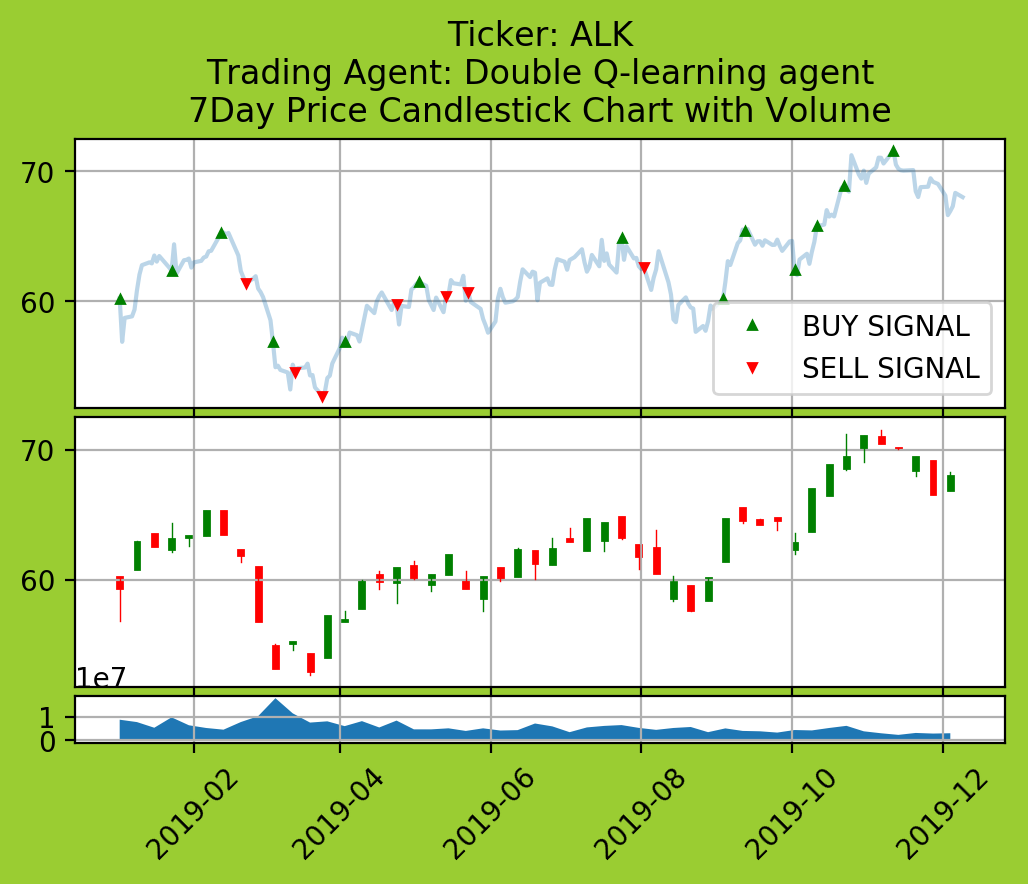 Ticker: ALK
Trading Agent: Double Q-learning agent
7Day Price Candlestick Chart with Volume
70
60
BUY SIGNAL
SELL SIGNAL
70
60
1e7
1
0
2019-02
2019-04
2019-06
2019-08
2019-10
2019-12